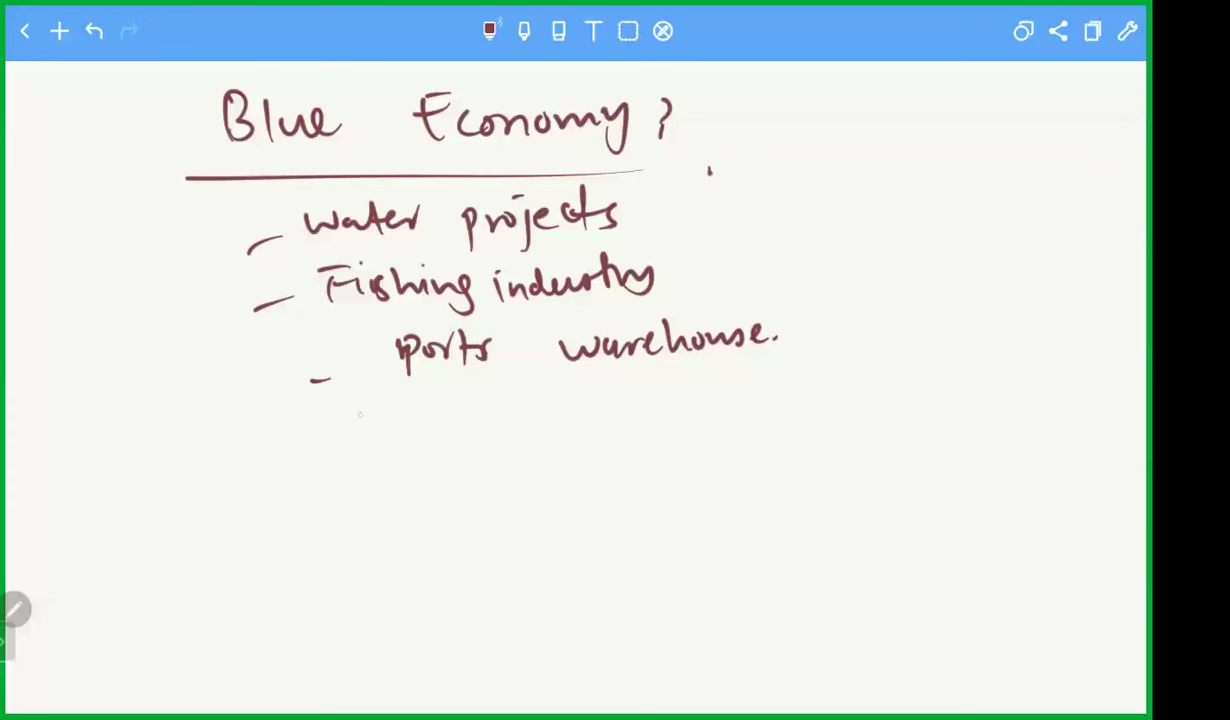 Blue Economy?
- water projects
- Fishing industry
- ports warehouse.